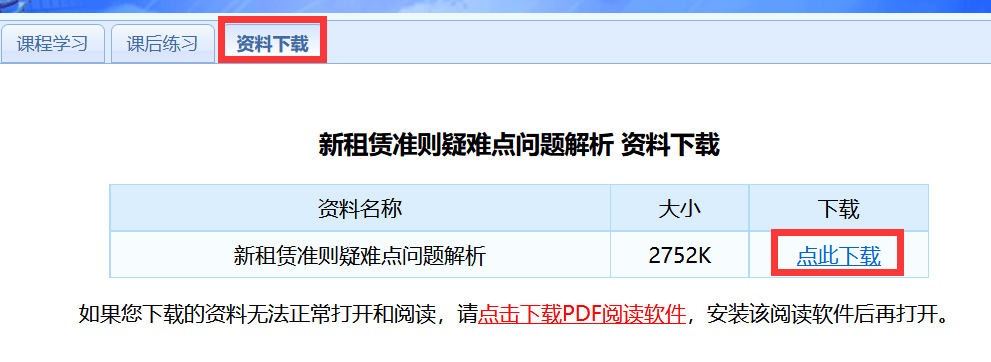 课程学习 课后练习 资料下载
新租赁准则疑难点问题解析 资料下载
资料名称 大小 下载
新租赁准则疑难点问题解析 2752K 点此下载
如果您下载的资料无法正常打开和阅读，请点击下载PDF阅读软件，安装该阅读软件后再打开。